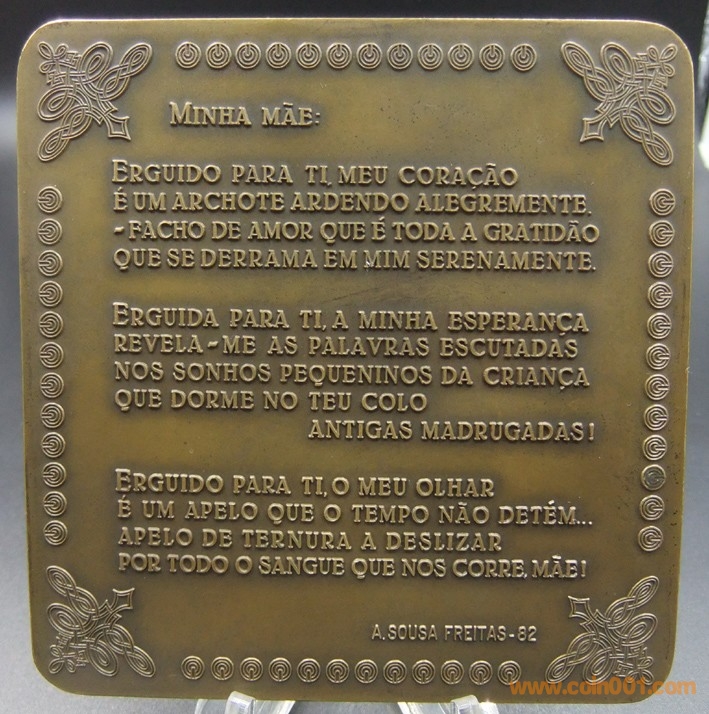 MINHA MÃE:
ERGUIDO PARA TI, MEU CORAÇÃO
É UM ARCHOTE ARDENDO ALEGREMENTE.
- FACHO DE AMOR QUE É TODA A GRATIDÃO
QUE SE DERRAMA EM MIM SERENAMENTE.
ERGUIDA PARA TI, A MINHA ESPERANÇA
REVELA-ME AS PALAVRAS ESCUTADAS
NOS SONHOS PEQUENINOS DA CRIANÇA
QUE DORME NO TEU COLO
ANTIGAS MADRUGADAS!
ERGUIDO PARA TI, O MEU OLHAR
É UM APELO QUE O TEMPO NÃO DETÉM...
APELO DE TERNURA A DESLIZAR
POR TODO O SANGUE QUE NOS CORRE, MÃE!
A. SOUSA FREITAS-82
www.coin001.com